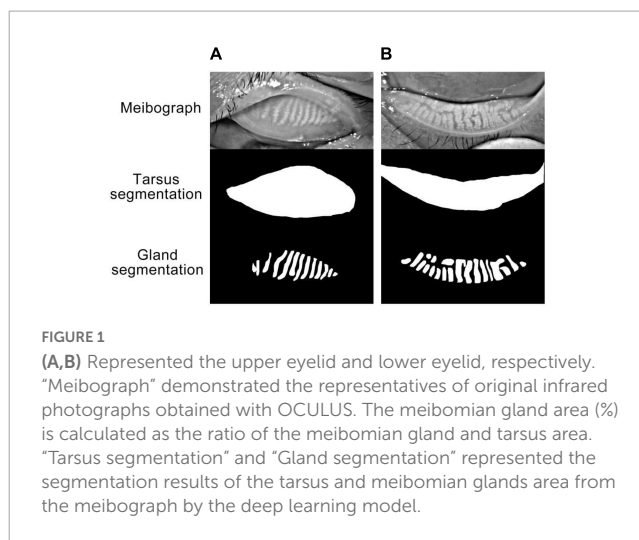 A
B
Meibograph
Tarsus
segmentation
Gland
segmentation
FIGURE 1
(A,B) Represented the upper eyelid and lower eyelid, respectively.
“Meibograph” demonstrated the representatives of original infrared
photographs obtained with OCULUS. The meibomian gland area (%)
is calculated as the ratio of the meibomian gland and tarsus area.
“Tarsus segmentation” and “Gland segmentation” represented the
segmentation results of the tarsus and meibomian glands area from
the meibograph by the deep learning model.